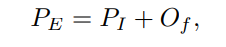 P_E = P_I + O_f,